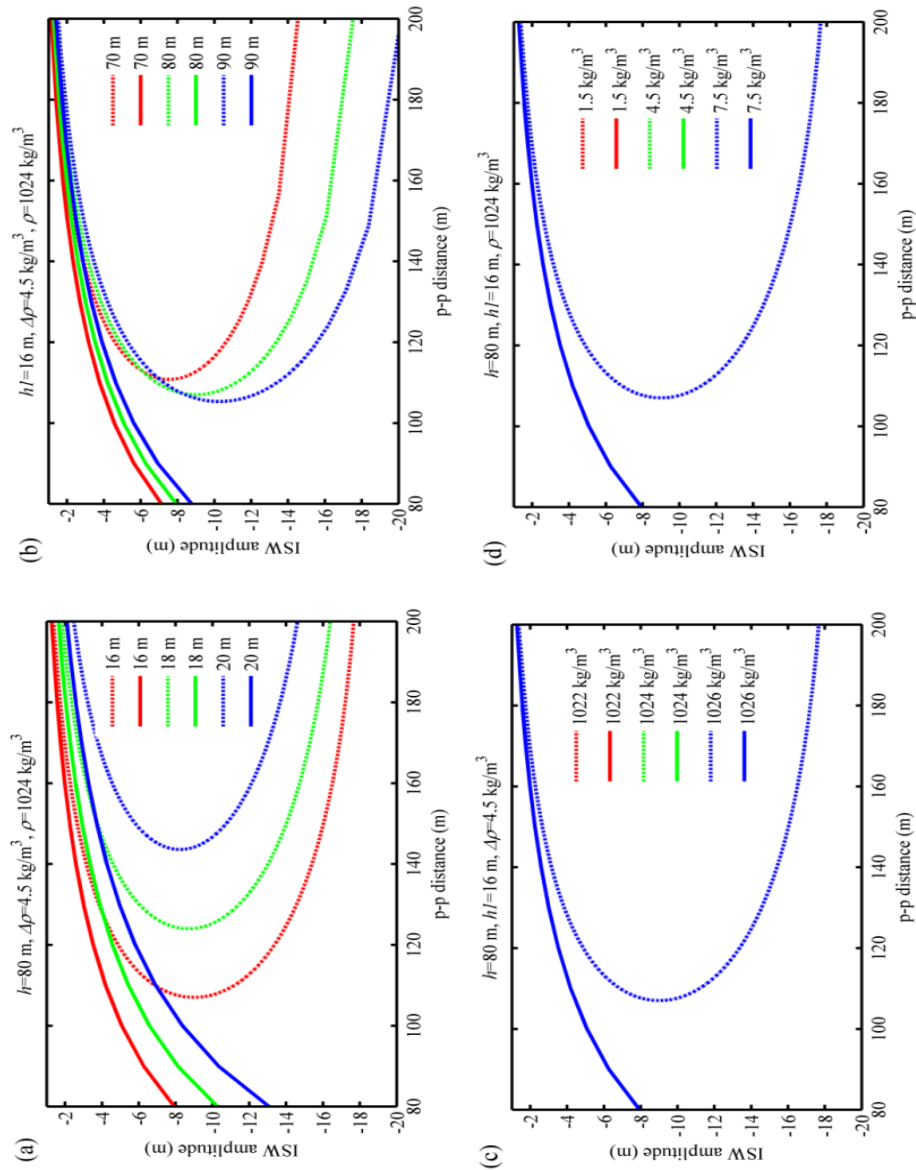 (a)
h=80 m, Δρ=4.5 kg/m³, ρ=1024 kg/m³
ISW amplitude (m)
-2
-4
-6
-8
-10
-12
-14
-16
-18
-20
16 m
16 m
18 m
18 m
20 m
20 m
80
100
120
140
160
180
200
p-p distance (m)
(b)
hl=16 m, Δρ=4.5 kg/m³, ρ=1024 kg/m³
ISW amplitude (m)
-2
-4
-6
-8
-10
-12
-14
-16
-18
-20
70 m
70 m
80 m
80 m
90 m
90 m
80
100
120
140
160
180
200
p-p distance (m)
(c)
h=80 m, hl=16 m, Δρ=4.5 kg/m³
ISW amplitude (m)
-2
-4
-6
-8
-10
-12
-14
-16
-18
-20
1022 kg/m³
1022 kg/m³
1024 kg/m³
1024 kg/m³
1026 kg/m³
1026 kg/m³
80
100
120
140
160
180
200
p-p distance (m)
(d)
h=80 m, hl=16 m, ρ=1024 kg/m³
ISW amplitude (m)
-2
-4
-6
-8
-10
-12
-14
-16
-18
-20
1.5 kg/m³
1.5 kg/m³
4.5 kg/m³
4.5 kg/m³
7.5 kg/m³
7.5 kg/m³
80
100
120
140
160
180
200
p-p distance (m)